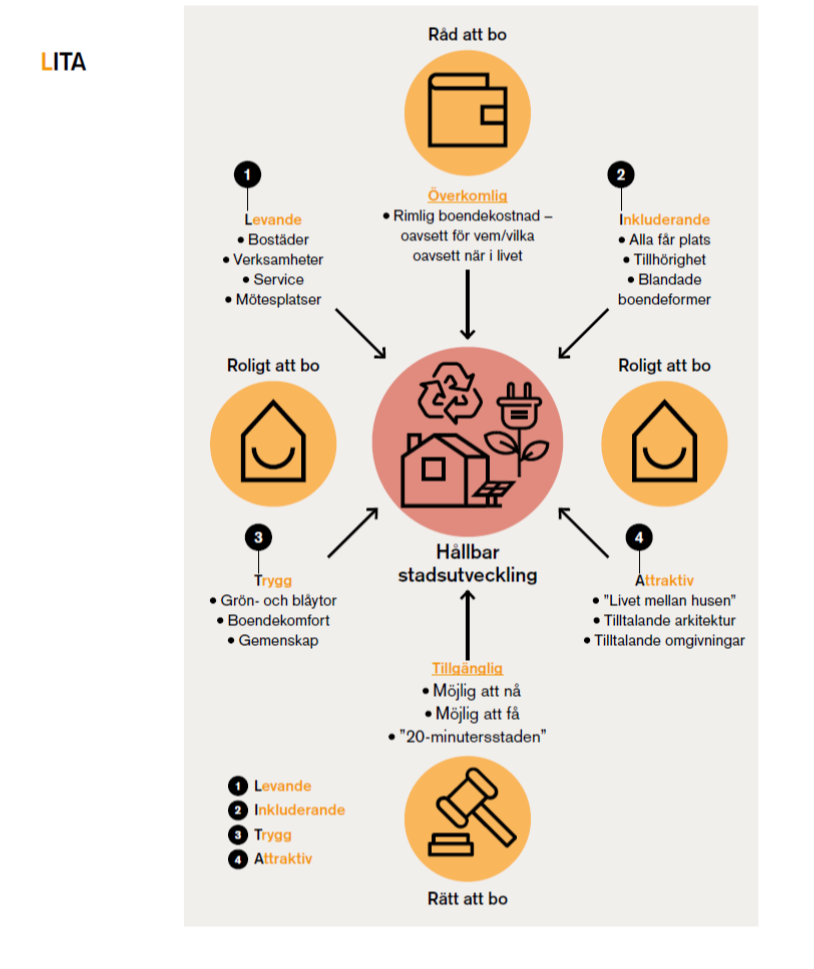 LITA
Råd att bo
Överkomlig
• Rimlig boendekostnad –
oavsett för vem/vilka
oavsett när i livet
1
Levande
• Bostäder
• Verksamheter
• Service
• Mötesplatser
2
Inkluderande
• Alla får plats
• Tillhörighet
• Blandade
boendeformer
Roligt att bo
Roligt att bo
Hållbar
stadsutveckling
3
Trygg
• Grön- och blåytor
• Boendekomfort
• Gemenskap
4
Attraktiv
• ”Livet mellan husen”
• Tilltalande arkitektur
• Tilltalande omgivningar
Tillgänglig
• Möjlig att nå
• Möjlig att få
• ”20-minutersstaden”
1 Levande
2 Inkluderande
3 Trygg
4 Attraktiv
Rätt att bo